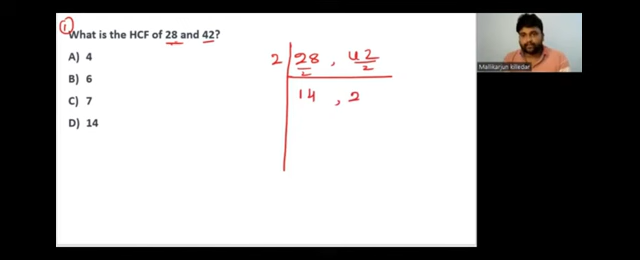 ①
What is the HCF of 28 and 42?
A) 4
B) 6
C) 7
D) 14
2 28 , 42
2 2
14 , 2
Mallikarjun kiledar